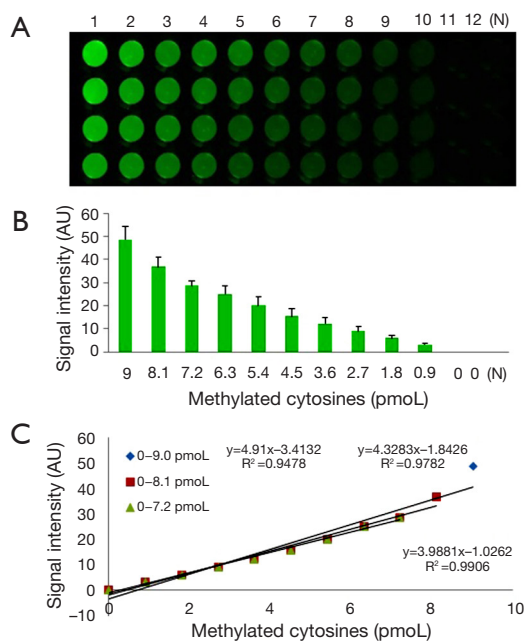 A
1 2 3 4 5 6 7 8 9 10 11 12 (N)
B
Signal intensity (AU)
60
50
40
30
20
10
0
9 8.1 7.2 6.3 5.4 4.5 3.6 2.7 1.8 0.9 0 0 (N)
Methylated cytosines (pmoL)
C
Signal intensity (AU)
60
50
40
30
20
10
0
−10
0–9.0 pmoL
0–8.1 pmoL
0–7.2 pmoL
y=4.91x−3.4132
R²=0.9478
y=4.3283x−1.8426
R²=0.9782
y=3.9881x−1.0262
R²=0.9906
0 2 4 6 8 10
Methylated cytosines (pmoL)